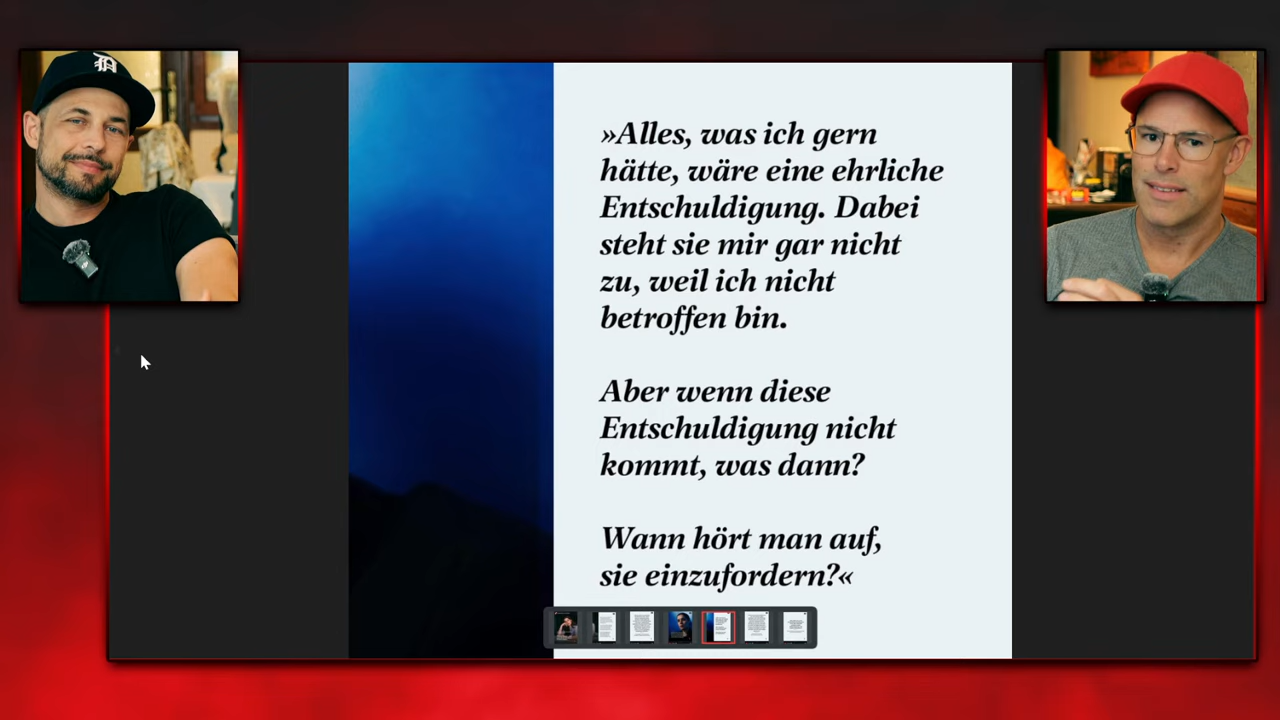 »Alles, was ich gern
hätte, wäre eine ehrliche
Entschuldigung. Dabei
steht sie mir gar nicht
zu, weil ich nicht
betroffen bin.
Aber wenn diese
Entschuldigung nicht
kommt, was dann?
Wann hört man auf,
sie einzufordern?«